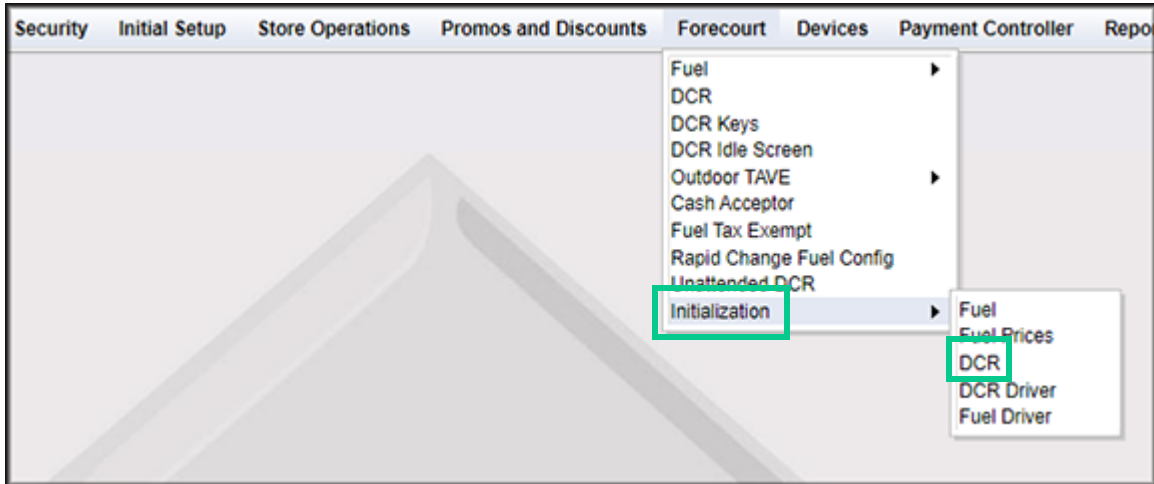 Security Initial Setup Store Operations Promos and Discounts Forecourt Devices Payment Controller Repo
Fuel
DCR
DCR Keys
DCR Idle Screen
Outdoor TAVE
Cash Acceptor
Fuel Tax Exempt
Rapid Change Fuel Config
Unattended DCR
Initialization
Fuel
Fuel Prices
DCR
DCR Driver
Fuel Driver